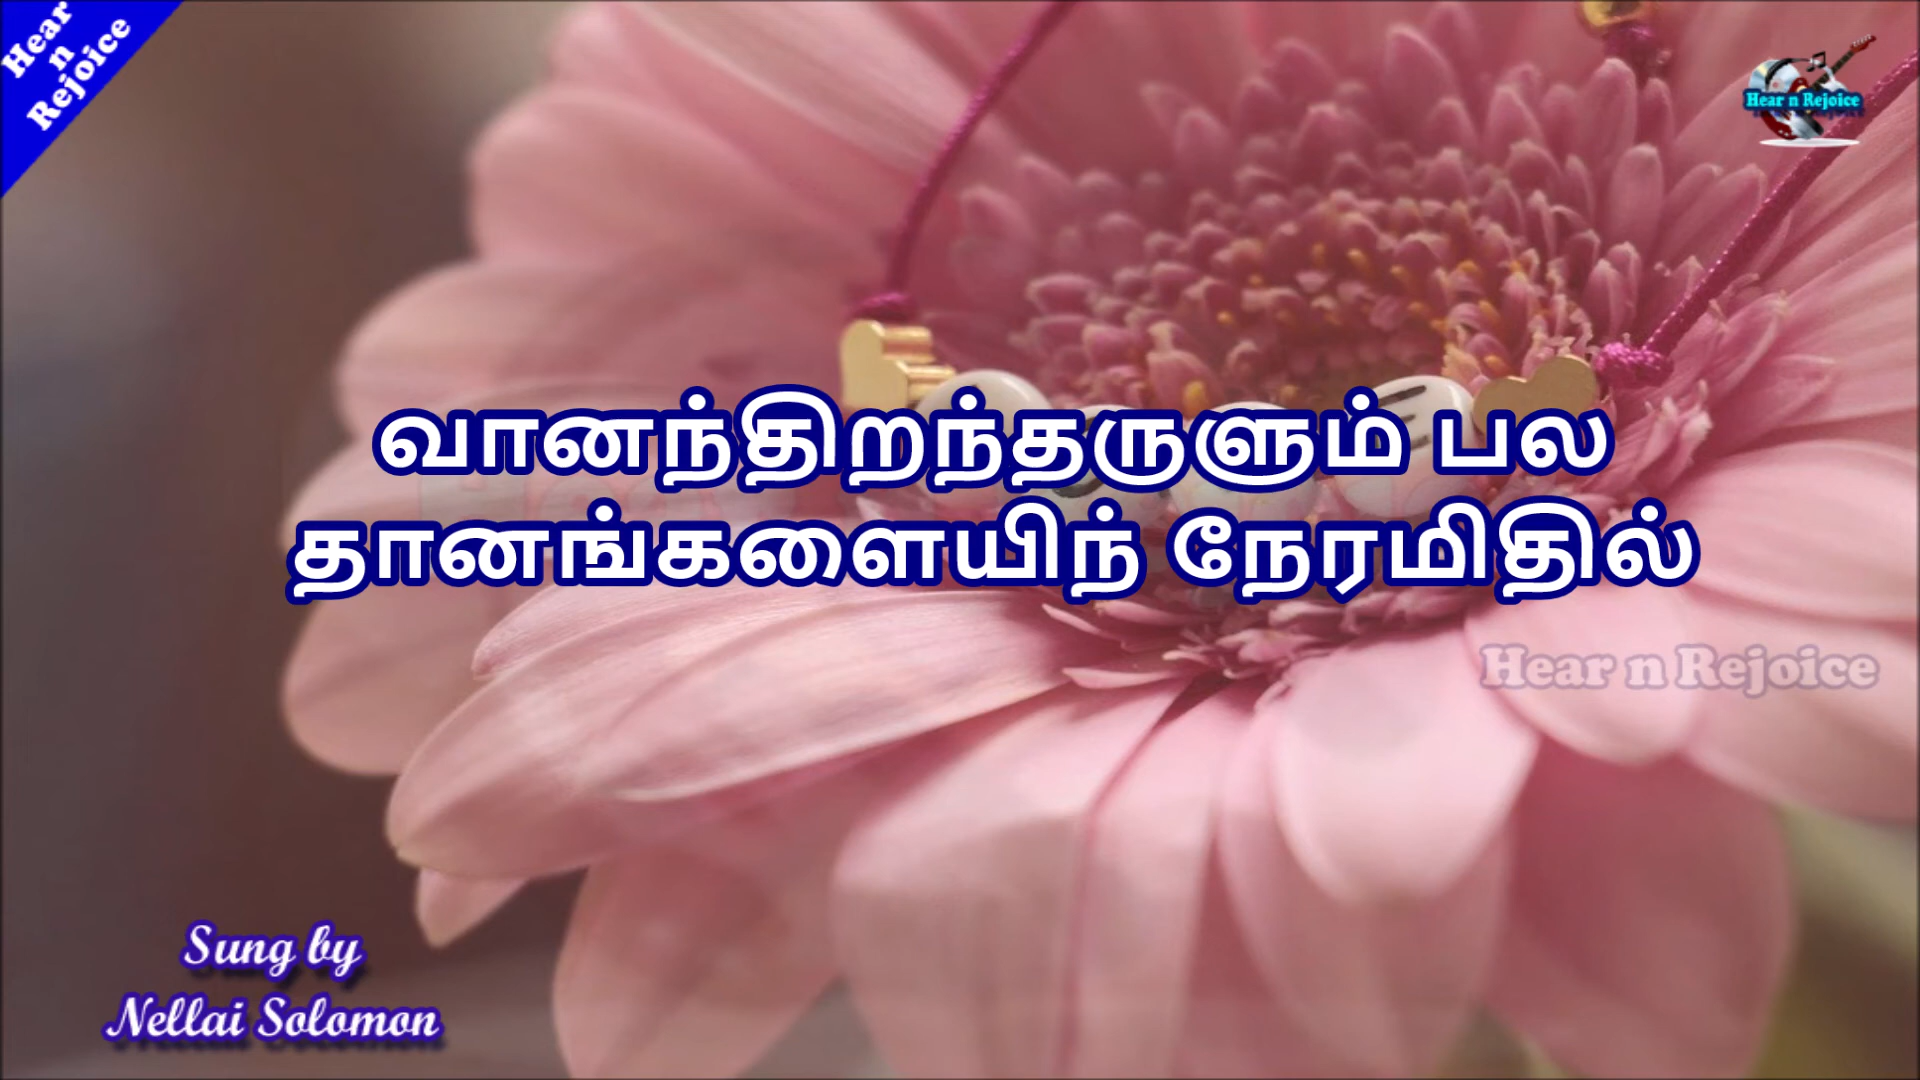 Hear
n
Rejoice
Hear n Rejoice
வானந்திறந்தருளும் பல
தானங்களையிந் நேரமிதில்
Hear n Rejoice
Sung by
Nellai Solomon